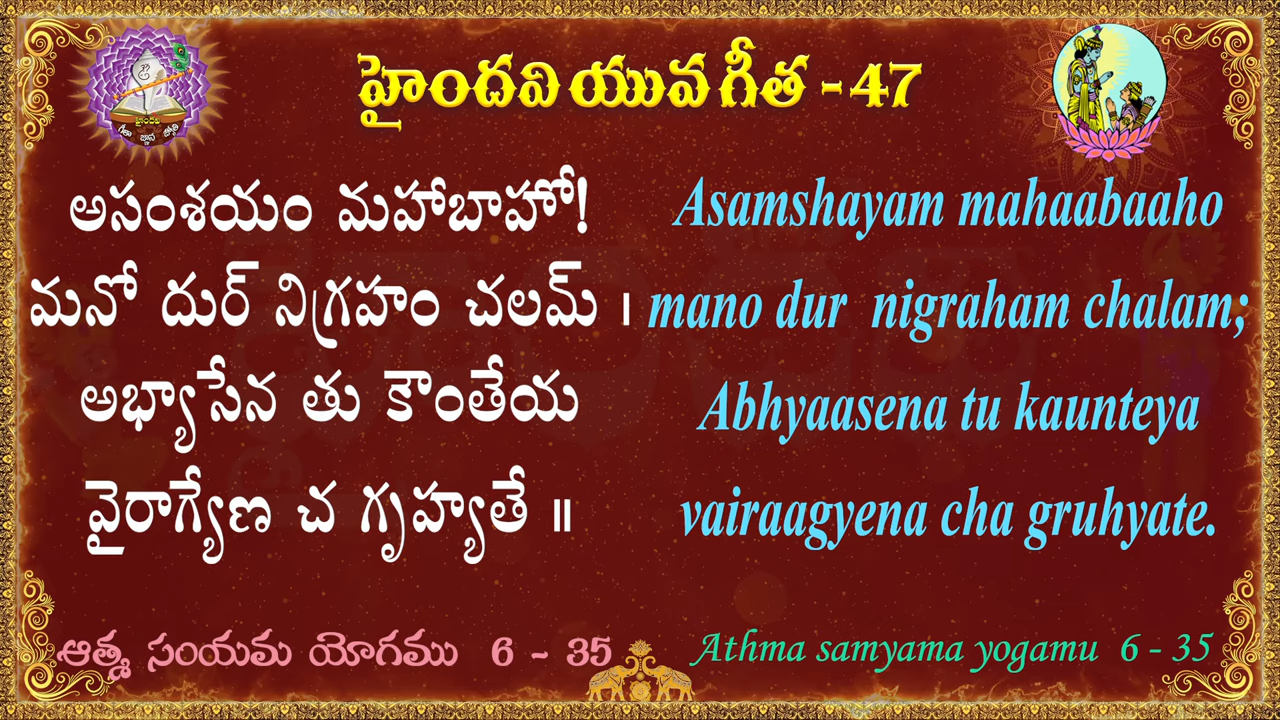 హైందవి యువ గీత - 47
అసంశయం మహాబాహో!
మనో దుర్ నిగ్రహం చలమ్ ।
అభ్యాసేన తు కౌంతేయ
వైరాగ్యేణ చ గృహ్యతే ॥
Asamshayam mahaabaaho
mano dur nigraham chalam;
Abhyaasena tu kaunteya
vairaagyena cha gruhyate.
ఆత్మ సంయమ యోగము 6 - 35
Athma samyama yogamu 6 - 35
హైందవి
గీతా జ్ఞాన